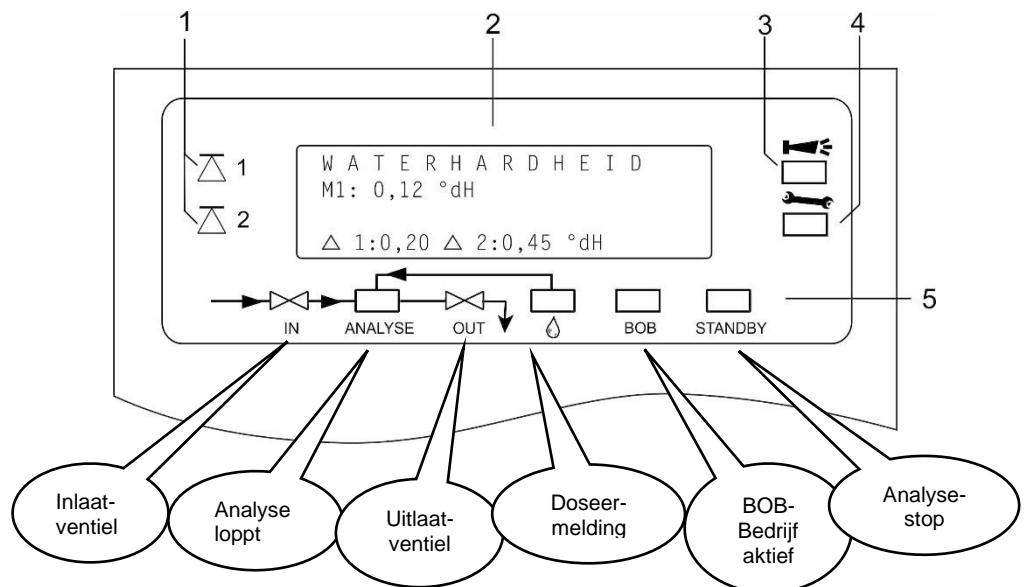 1
2
3
4
1
2
W A T E R H A R D H E I D
M1: 0,12 °dH
△ 1:0,20 △ 2:0,45 °dH
5
IN
ANALYSE
OUT
BOB
STANDBY
Inlaat-
ventiel
Analyse
loppt
Uitlaat-
ventiel
Doseer-
melding
BOB-
Bedrijf
aktief
Analyse-
stop